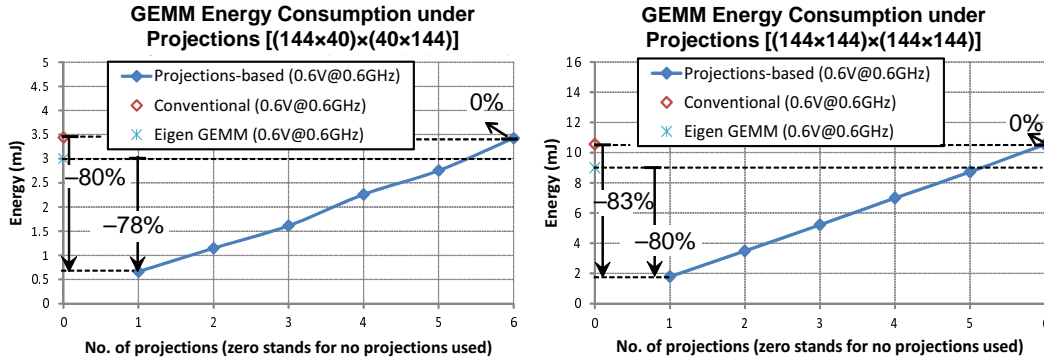 GEMM Energy Consumption under
Projections [(144×40)×(40×144)]
Energy (mJ)
5
4.5
4
3.5
3
2.5
2
1.5
1
0.5
0
Projections-based (0.6V@0.6GHz)
Conventional (0.6V@0.6GHz)
Eigen GEMM (0.6V@0.6GHz)
0%
−80%
−78%
0 1 2 3 4 5 6
No. of projections (zero stands for no projections used)
GEMM Energy Consumption under
Projections [(144×144)×(144×144)]
Energy (mJ)
16
14
12
10
8
6
4
2
0
Projections-based (0.6V@0.6GHz)
Conventional (0.6V@0.6GHz)
Eigen GEMM (0.6V@0.6GHz)
0%
−83%
−80%
0 1 2 3 4 5 6
No. of projections (zero stands for no projections used)